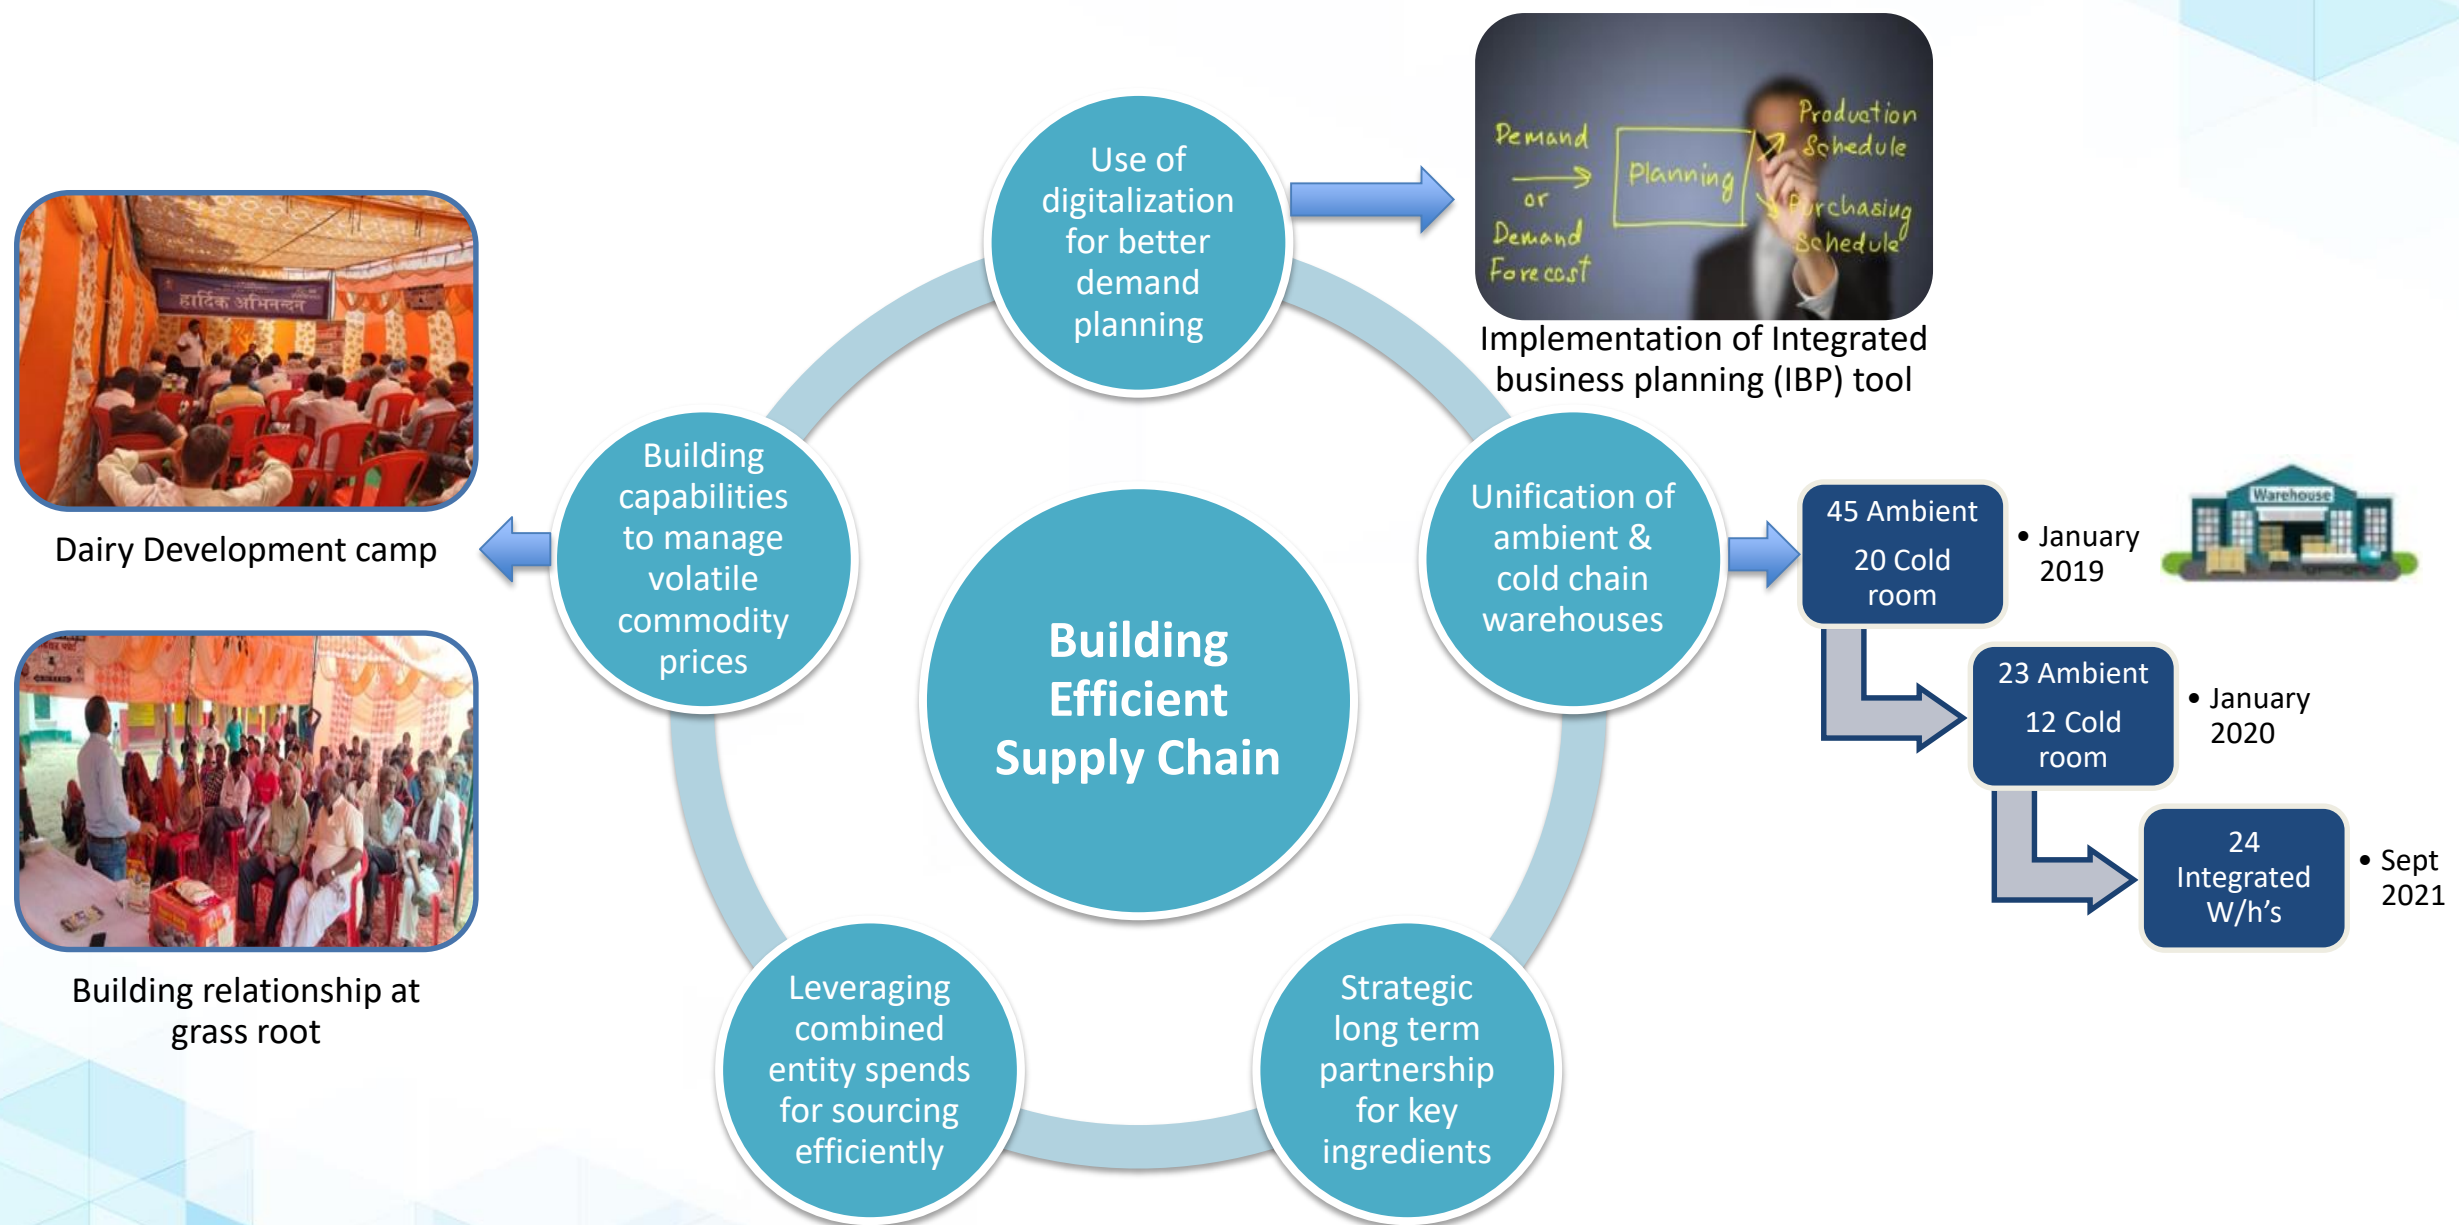 Use of
digitalization
for better
demand
planning
Demand
or
Demand
Forecast
Planning
Production
Schedule
Purchasing
Schedule
Implementation of Integrated
business planning (IBP) tool
Unification of
ambient &
cold chain
warehouses
45 Ambient
20 Cold
room
• January
2019
Warehouse
23 Ambient
12 Cold
room
• January
2020
24
Integrated
W/h’s
• Sept
2021
Strategic
long term
partnership
for key
ingredients
Leveraging
combined
entity spends
for sourcing
efficiently
Building
capabilities
to manage
volatile
commodity
prices
हार्दिक अभिनन्दन
Dairy Development camp
Building relationship at
grass root
Building
Efficient
Supply Chain